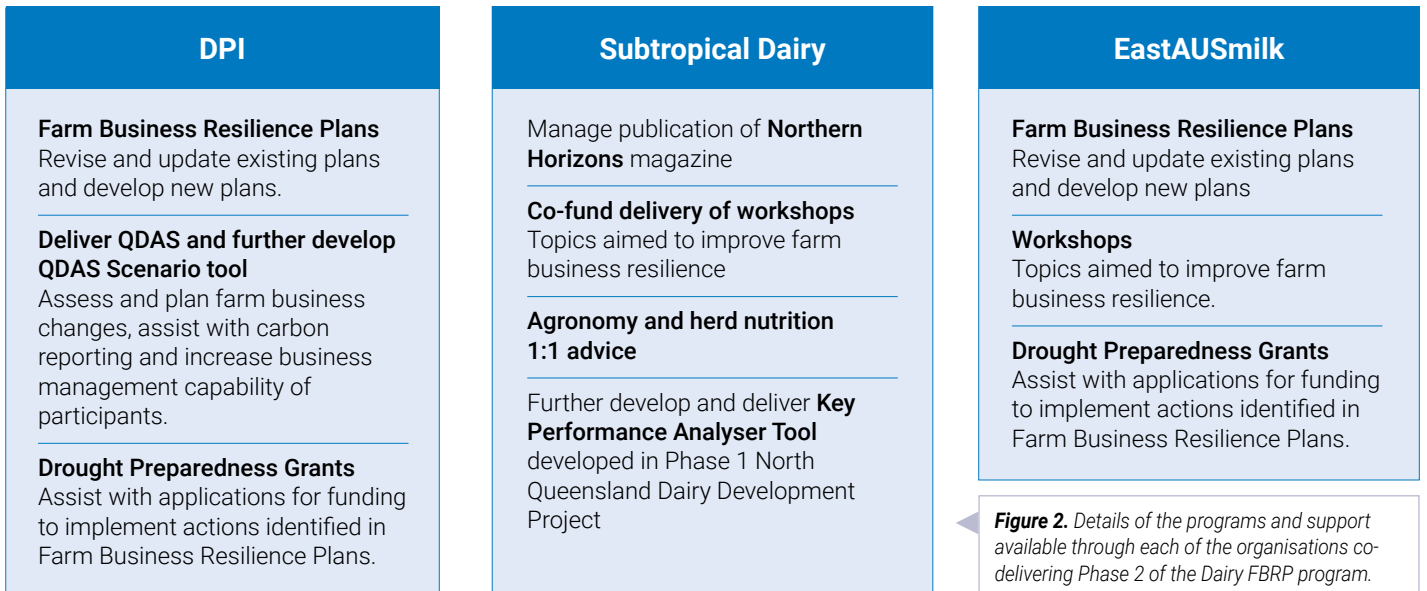 DPI
Farm Business Resilience Plans
Revise and update existing plans
and develop new plans.
Deliver QDAS and further develop
QDAS Scenario tool
Assess and plan farm business
changes, assist with carbon
reporting and increase business
management capability of
participants.
Drought Preparedness Grants
Assist with applications for funding
to implement actions identified in
Farm Business Resilience Plans.
Subtropical Dairy
Manage publication of Northern
Horizons magazine
Co-fund delivery of workshops
Topics aimed to improve farm
business resilience
Agronomy and herd nutrition
1:1 advice
Further develop and deliver Key
Performance Analyser Tool
developed in Phase 1 North
Queensland Dairy Development
Project
EastAUSmilk
Farm Business Resilience Plans
Revise and update existing plans
and develop new plans
Workshops
Topics aimed to improve farm
business resilience.
Drought Preparedness Grants
Assist with applications for funding
to implement actions identified in
Farm Business Resilience Plans.
Figure 2. Details of the programs and support
available through each of the organisations co-
delivering Phase 2 of the Dairy FBRP program.